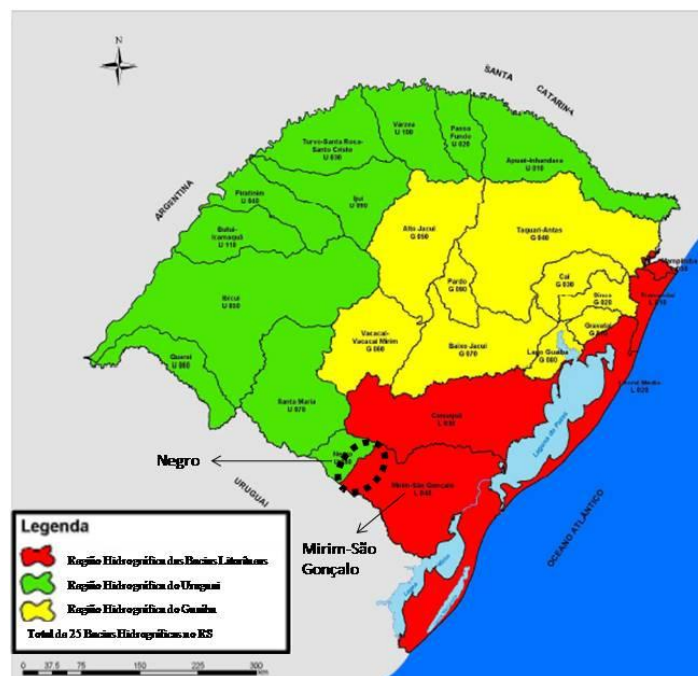 N
SANTA
CATARINA
ARGENTINA
Várzea
U 100
Passo
Fundo
U 020
Turvo-Santa Rosa-
Santo Cristo
U 030
Apuaê-Inhandava
U 010
Ijuí
U 090
Piratinim
U 040
Butuí-
Icamaquã
U 110
Alto Jacuí
G 050
Taquari-Antas
G 040
Ibicuí
U 050
Pardo
G 090
Caí
G 030
Sinos
G 020
Gravataí
Tramandaí
Vacacaí-
Vacacaí Mirim
G 060
Baixo Jacuí
G 070
Lago Guaíba
G 080
Quaraí
U 060
Litoral Médio
L 020
Santa Maria
U 070
Camaquã
L 030
Laguna de Patos
Negro
Negro
Mirim-São Gonçalo
L 040
URUGUAI
Mirim-São
Gonçalo
OCEANO ATLÂNTICO
Legenda
Região Hidrográfica das Bacias Litorâneas
Região Hidrográfica do Uruguai
Região Hidrográfica do Guaíba
Total de 25 Bacias Hidrográficas no RS
0 37.5 75 150 225 300
km